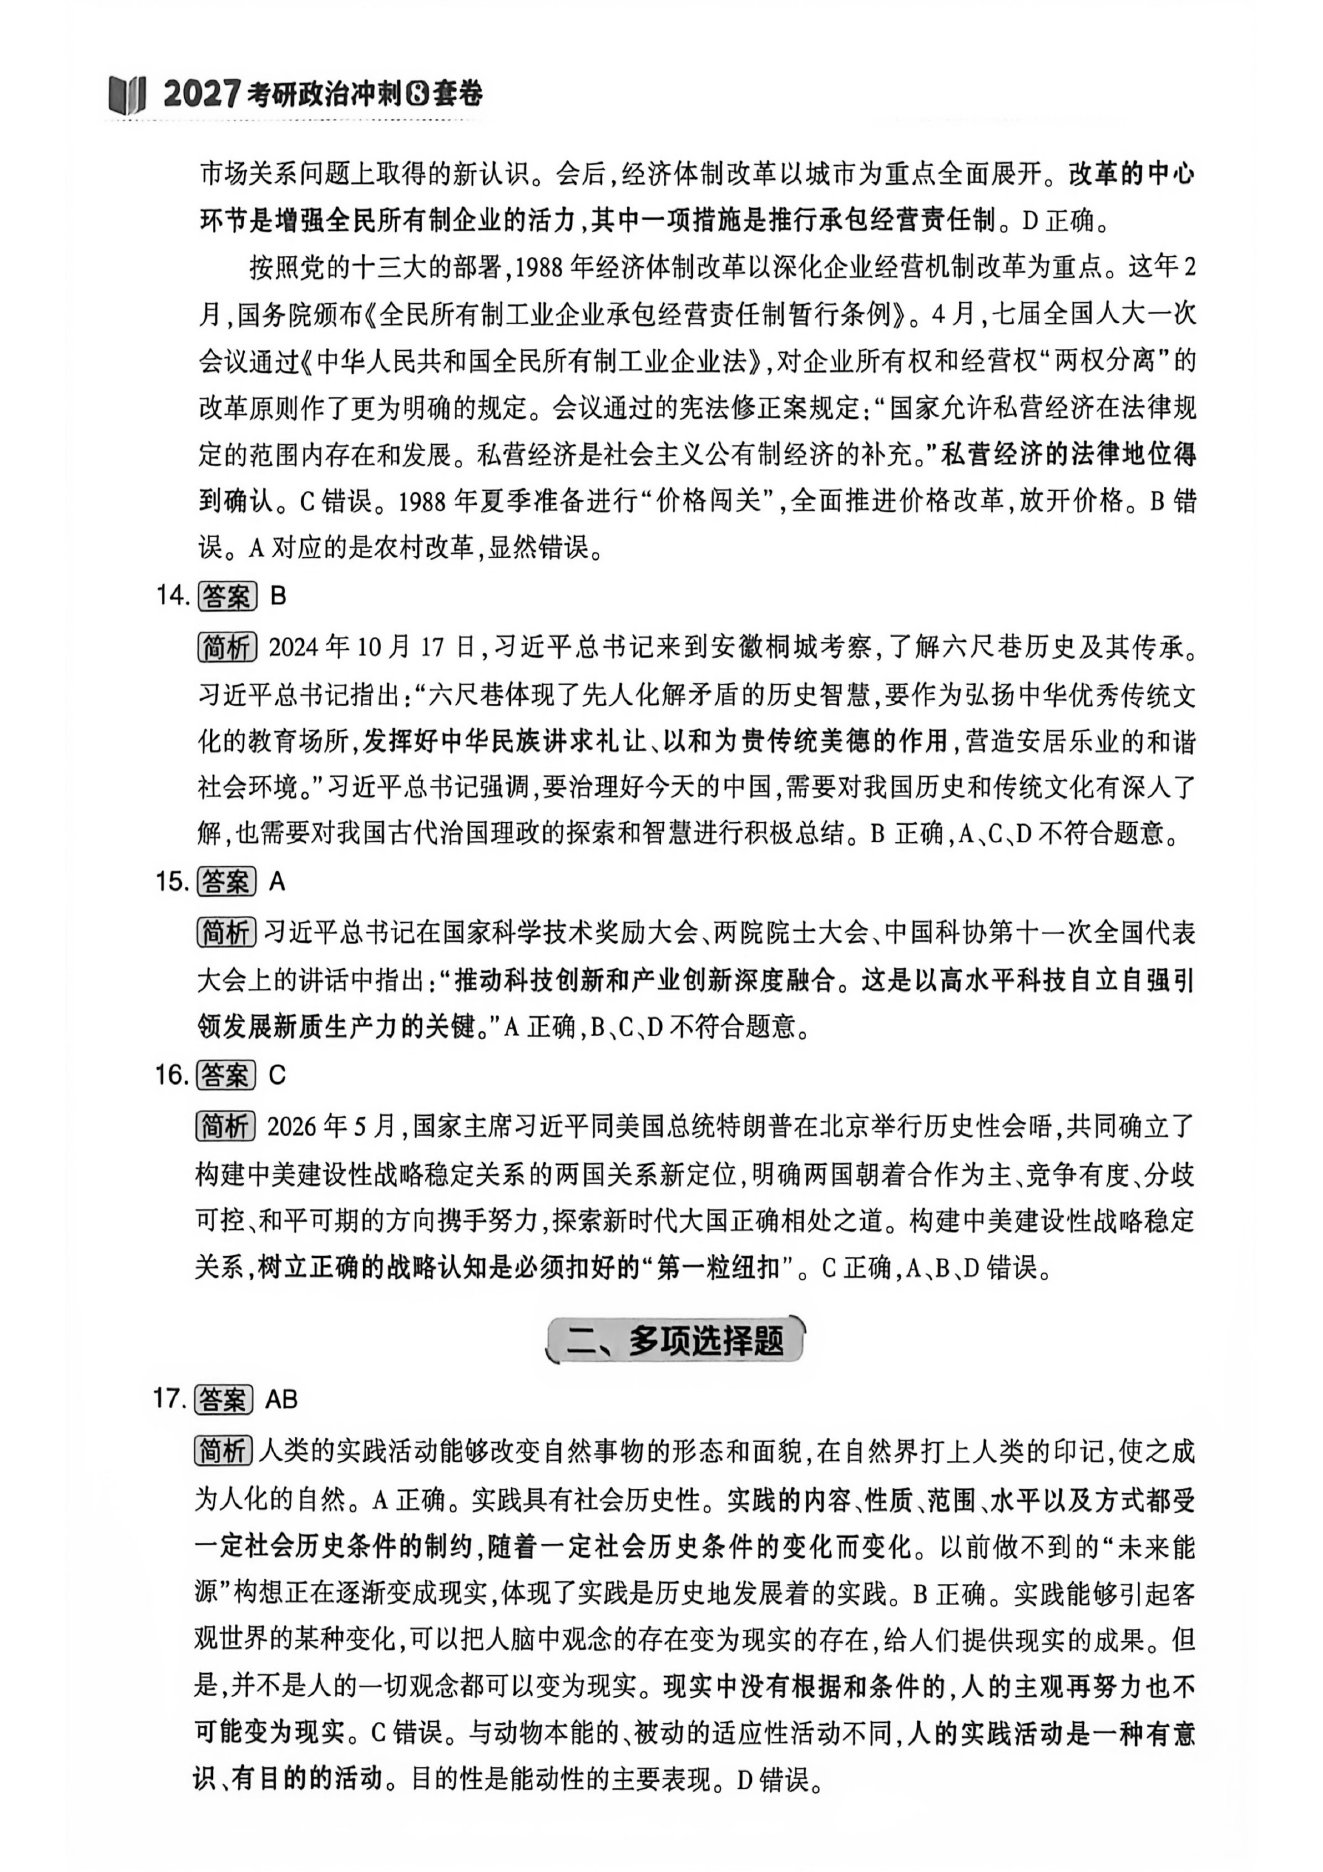 2027考研政治冲刺8套卷
市场关系问题上取得的新认识。会后,经济体制改革以城市为重点全面展开。改革的中心
环节是增强全民所有制企业的活力,其中一项措施是推行承包经营责任制。D 正确。
按照党的十三大的部署,1988 年经济体制改革以深化企业经营机制改革为重点。这年 2
月,国务院颁布《全民所有制工业企业承包经营责任制暂行条例》。4 月,七届全国人大一次
会议通过《中华人民共和国全民所有制工业企业法》,对企业所有权和经营权“两权分离”的
改革原则作了更为明确的规定。会议通过的宪法修正案规定:“国家允许私营经济在法律规
定的范围内存在和发展。私营经济是社会主义公有制经济的补充。”私营经济的法律地位得
到确认。C 错误。1988 年夏季准备进行“价格闯关”,全面推进价格改革,放开价格。B 错
误。A 对应的是农村改革,显然错误。
14. 答案 B
简析 2024 年 10 月 17 日,习近平总书记来到安徽桐城考察,了解六尺巷历史及其传承。
习近平总书记指出:“六尺巷体现了先人化解矛盾的历史智慧,要作为弘扬中华优秀传统文
化的教育场所,发挥好中华民族讲求礼让、以和为贵传统美德的作用,营造安居乐业的和谐
社会环境。”习近平总书记强调,要治理好今天的中国,需要对我国历史和传统文化有深入了
解,也需要对我国古代治国理政的探索和智慧进行积极总结。B 正确,A、C、D 不符合题意。
15. 答案 A
简析 习近平总书记在国家科学技术奖励大会、两院院士大会、中国科协第十一次全国代表
大会上的讲话中指出:“推动科技创新和产业创新深度融合。这是以高水平科技自立自强引
领发展新质生产力的关键。”A 正确,B、C、D 不符合题意。
16. 答案 C
简析 2026 年 5 月,国家主席习近平同美国总统特朗普在北京举行历史性会晤,共同确立了
构建中美建设性战略稳定关系的两国关系新定位,明确两国朝着合作为主、竞争有度、分歧
可控、和平可期的方向携手努力,探索新时代大国正确相处之道。构建中美建设性战略稳定
关系,树立正确的战略认知是必须扣好的“第一粒纽扣”。C 正确,A、B、D 错误。
二、多项选择题
17. 答案 AB
简析 人类的实践活动能够改变自然事物的形态和面貌,在自然界打上人类的印记,使之成
为人化的自然。A 正确。实践具有社会历史性。实践的内容、性质、范围、水平以及方式都受
一定社会历史条件的制约,随着一定社会历史条件的变化而变化。以前做不到的“未来能
源”构想正在逐渐变成现实,体现了实践是历史地发展着的实践。B 正确。实践能够引起客
观世界的某种变化,可以把人脑中观念的存在变为现实的存在,给人们提供现实的成果。但
是,并不是人的一切观念都可以变为现实。现实中没有根据和条件的,人的主观再努力也不
可能变为现实。C 错误。与动物本能的、被动的适应性活动不同,人的实践活动是一种有意
识、有目的的活动。目的性是能动性的主要表现。D 错误。